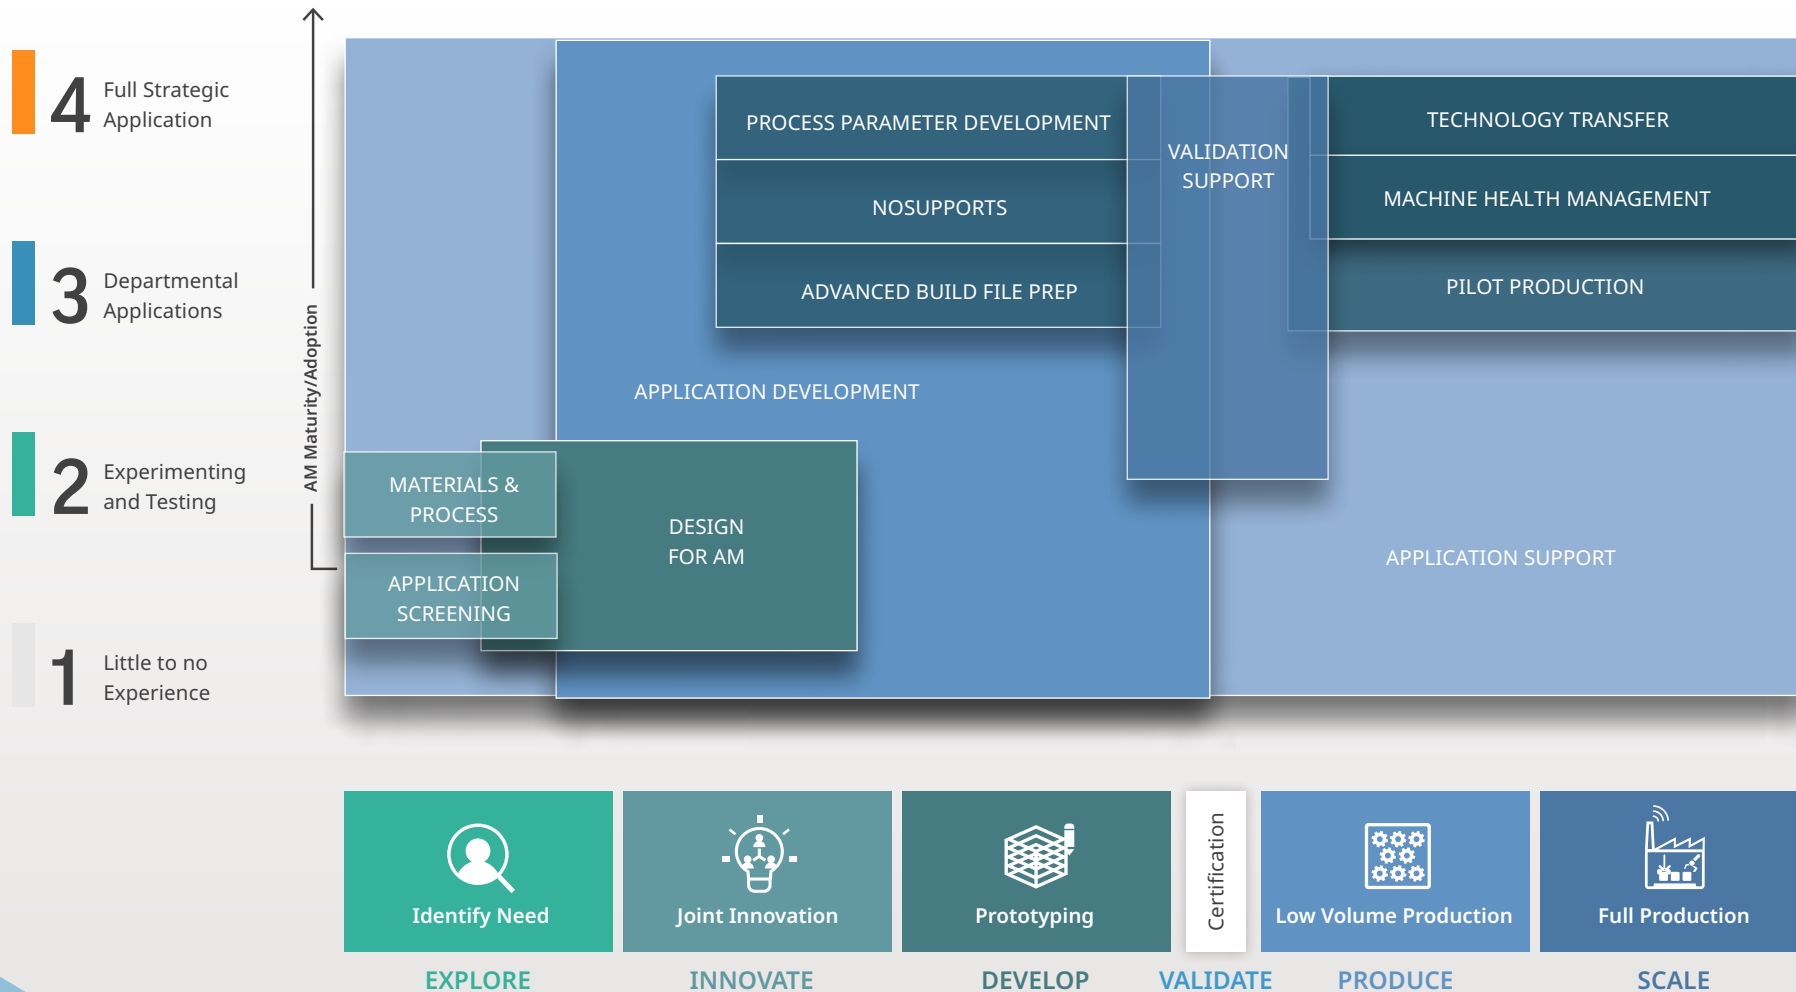 4
Full Strategic
Application
3
Departmental
Applications
2
Experimenting
and Testing
1
Little to no
Experience
AM Maturity/Adoption
PROCESS PARAMETER DEVELOPMENT
NOSUPPORTS
ADVANCED BUILD FILE PREP
VALIDATION
SUPPORT
TECHNOLOGY TRANSFER
MACHINE HEALTH MANAGEMENT
PILOT PRODUCTION
APPLICATION DEVELOPMENT
MATERIALS &
PROCESS
APPLICATION
SCREENING
DESIGN
FOR AM
APPLICATION SUPPORT
Identify Need
Joint Innovation
Prototyping
Certification
Low Volume Production
Full Production
EXPLORE
INNOVATE
DEVELOP
VALIDATE
PRODUCE
SCALE